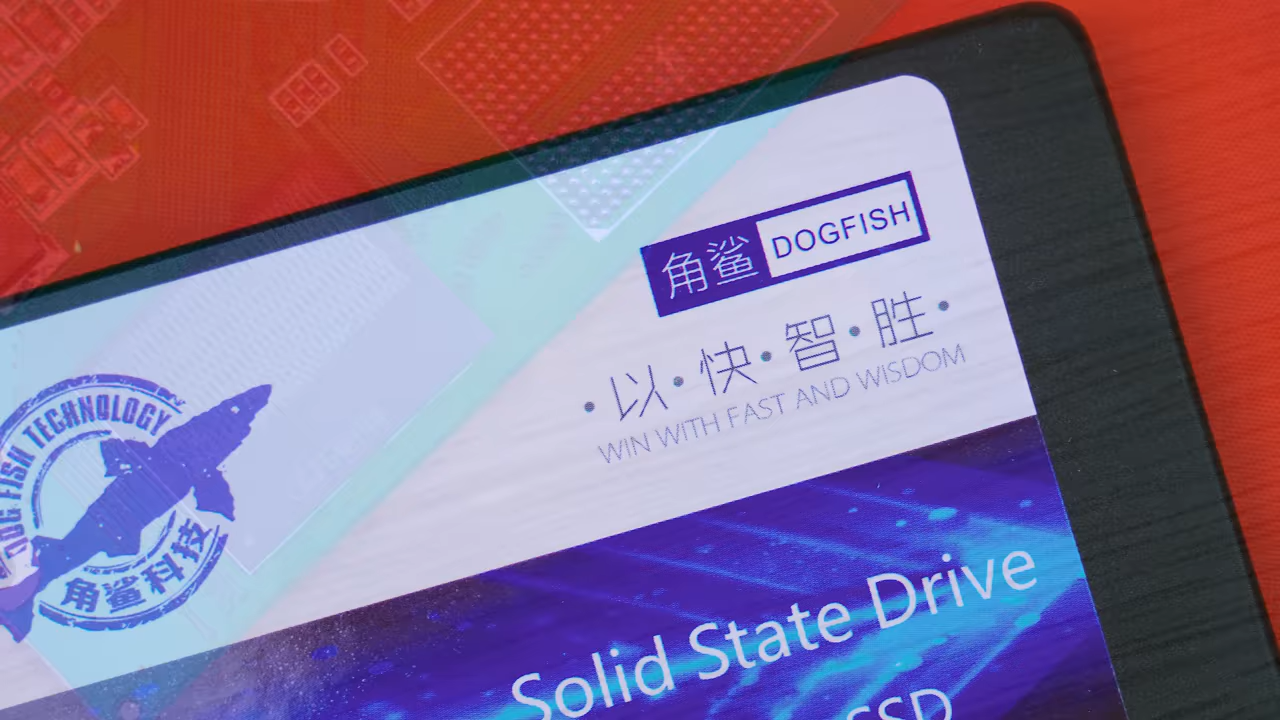 角鲨 DOGFISH
·以·快·智·胜·
WIN WITH FAST AND WISDOM
DOG FISH TECHNOLOGY
角鲨科技
Solid State Drive
SSD